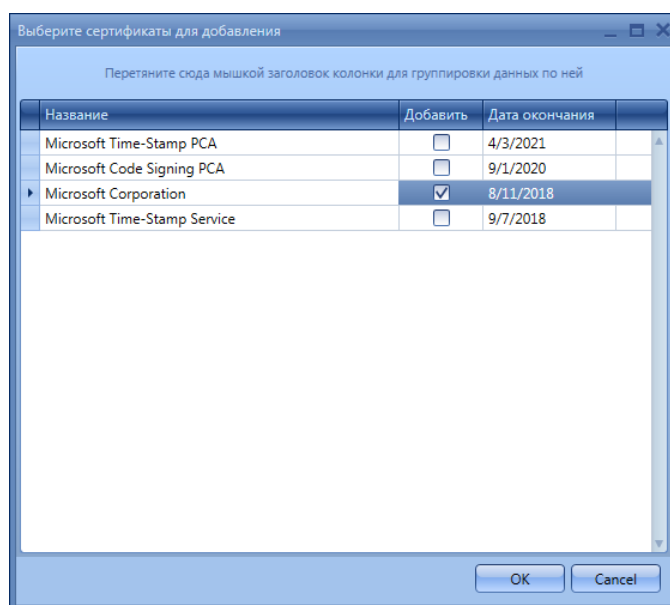 Выберите сертификаты для добавления
Перетяните сюда мышкой заголовок колонки для группировки данных по ней
Название Добавить Дата окончания
Microsoft Time-Stamp PCA 4/3/2021
Microsoft Code Signing PCA 9/1/2020
Microsoft Corporation 8/11/2018
Microsoft Time-Stamp Service 9/7/2018
OK Cancel